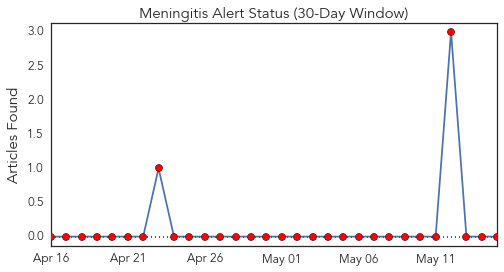 Meningitis Alert Status (30-Day Window)
Articles Found
3.0
2.5
2.0
1.5
1.0
0.5
0.0
Apr 16
Apr 21
Apr 26
May 01
May 06
May 11